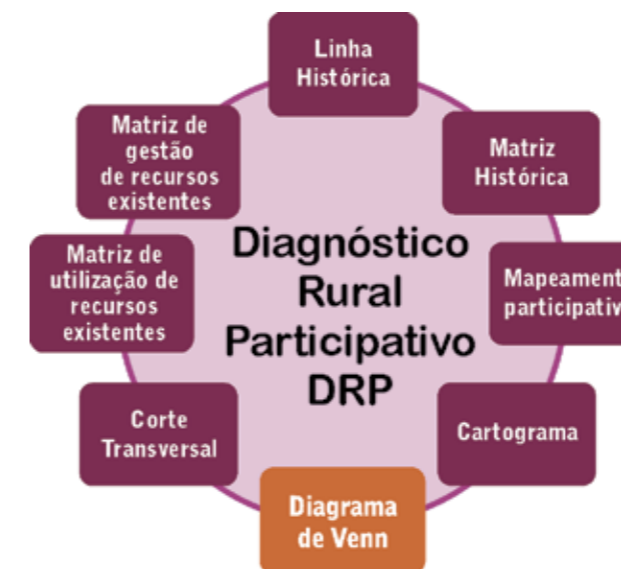 Linha
Histórica
Matriz
Histórica
Mapeament
participativ
Cartograma
Diagrama
de Venn
Corte
Transversal
Matriz de
utilização de
recursos
existentes
Matriz de
gestão
de recursos
existentes
Diagnóstico
Rural
Participativo
DRP